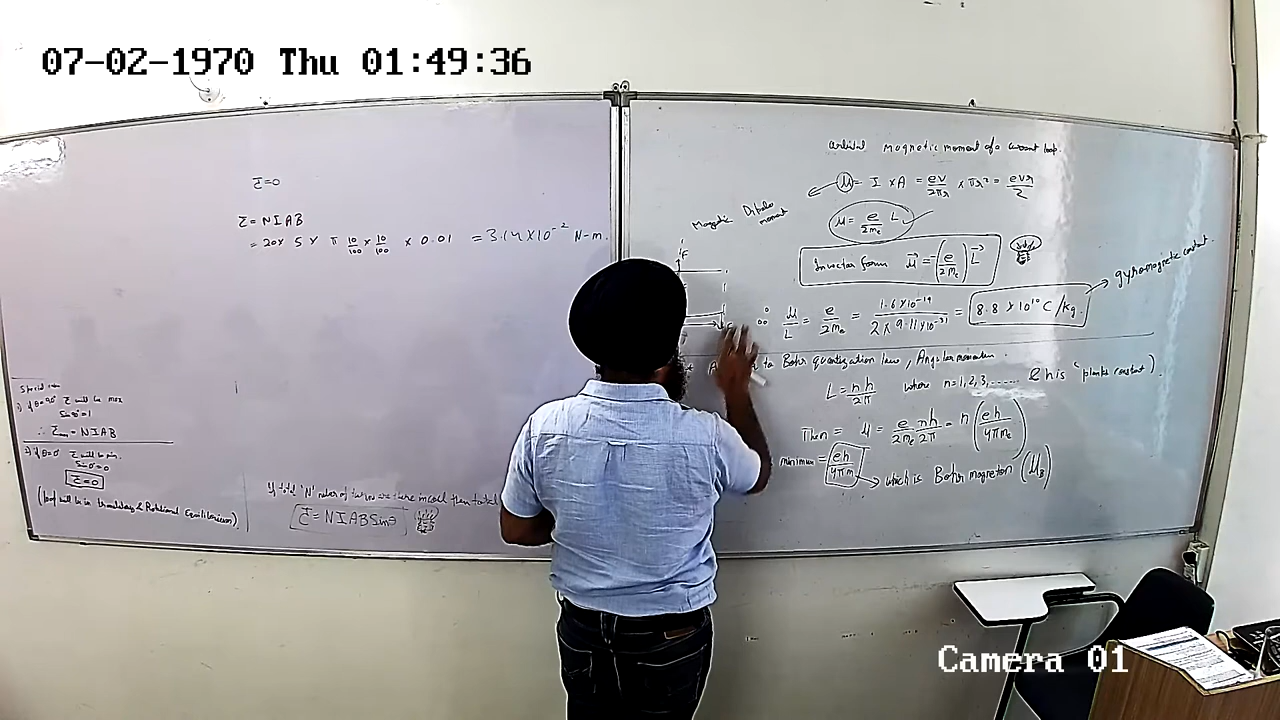 07-02-1970 Thu 01:49:36
τ=0
τ = NIAB
= 20 × 5 × π 10/100 × 10/100 × 0.01 = 3.14×10⁻² N-m.
1) If θ=90° τ will be max
Sinθ=1
∴ τ = NIAB
2) If θ=0 τ will be min.
Sinθ=0
τ=0
(loop will be in & Rotational Equilibrium)
If total 'N' number of turns are there in coil then total
τ = NIABSinθ
orbital magnetic moment of a current loop.
Magnetic Dipole moment
μ = I × A = ev/2πr × πr² = evr/2
μ = e/2mₑ L
In vector form μ⃗ = -(e/2mₑ) L⃗
F
μ/L = e/2mₑ = 1.6×10⁻¹⁹/2×9.11×10⁻³¹ = 8.8 × 10¹⁰ C/kg.
gyromagnetic constant.
to Bohr quantization law, Angular momentum.
L = nh/2π where n=1,2,3,...... & h is "planks constant").
Then = μ = e/2mₑ nh/2π = n(eh/4πmₑ)
minimum = eh/4πm
which is Bohr magneton (μ_B)
Camera 01